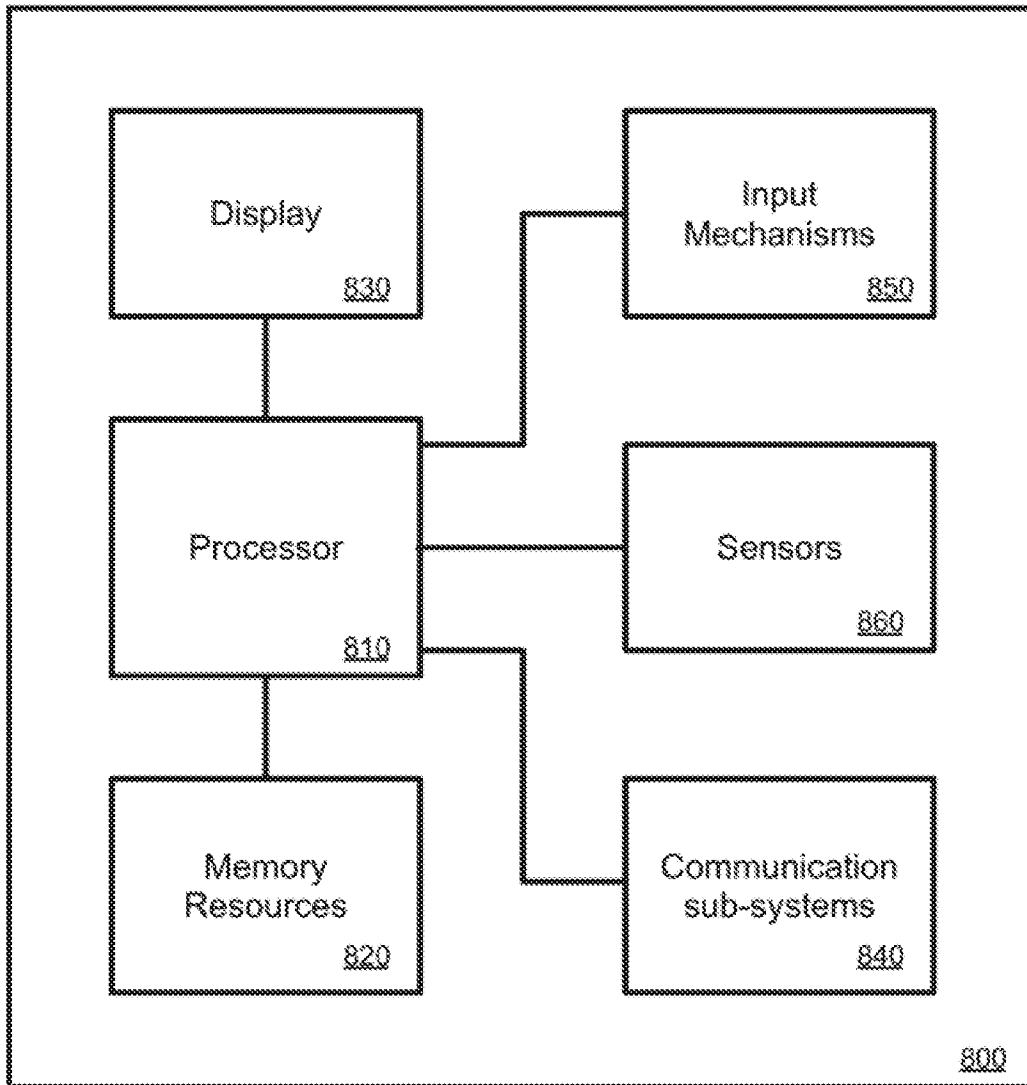 Display
830
Input
Mechanisms
850
Processor
810
Sensors
860
Memory
Resources
820
Communication
sub-systems
840
800